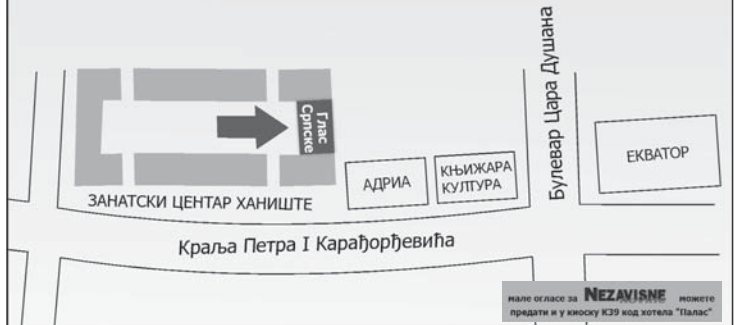 Глас
Српске
Булевар Цара Душана
АДРИА
КЊИЖАРА
КУЛТУРА
ЕКВАТОР
ЗАНАТСКИ ЦЕНТАР ХАНИШТЕ
Краља Петра I Карађорђевића
мале огласе за NEZAVISNE можете
предати и у киоску К39 код хотела "Палас"